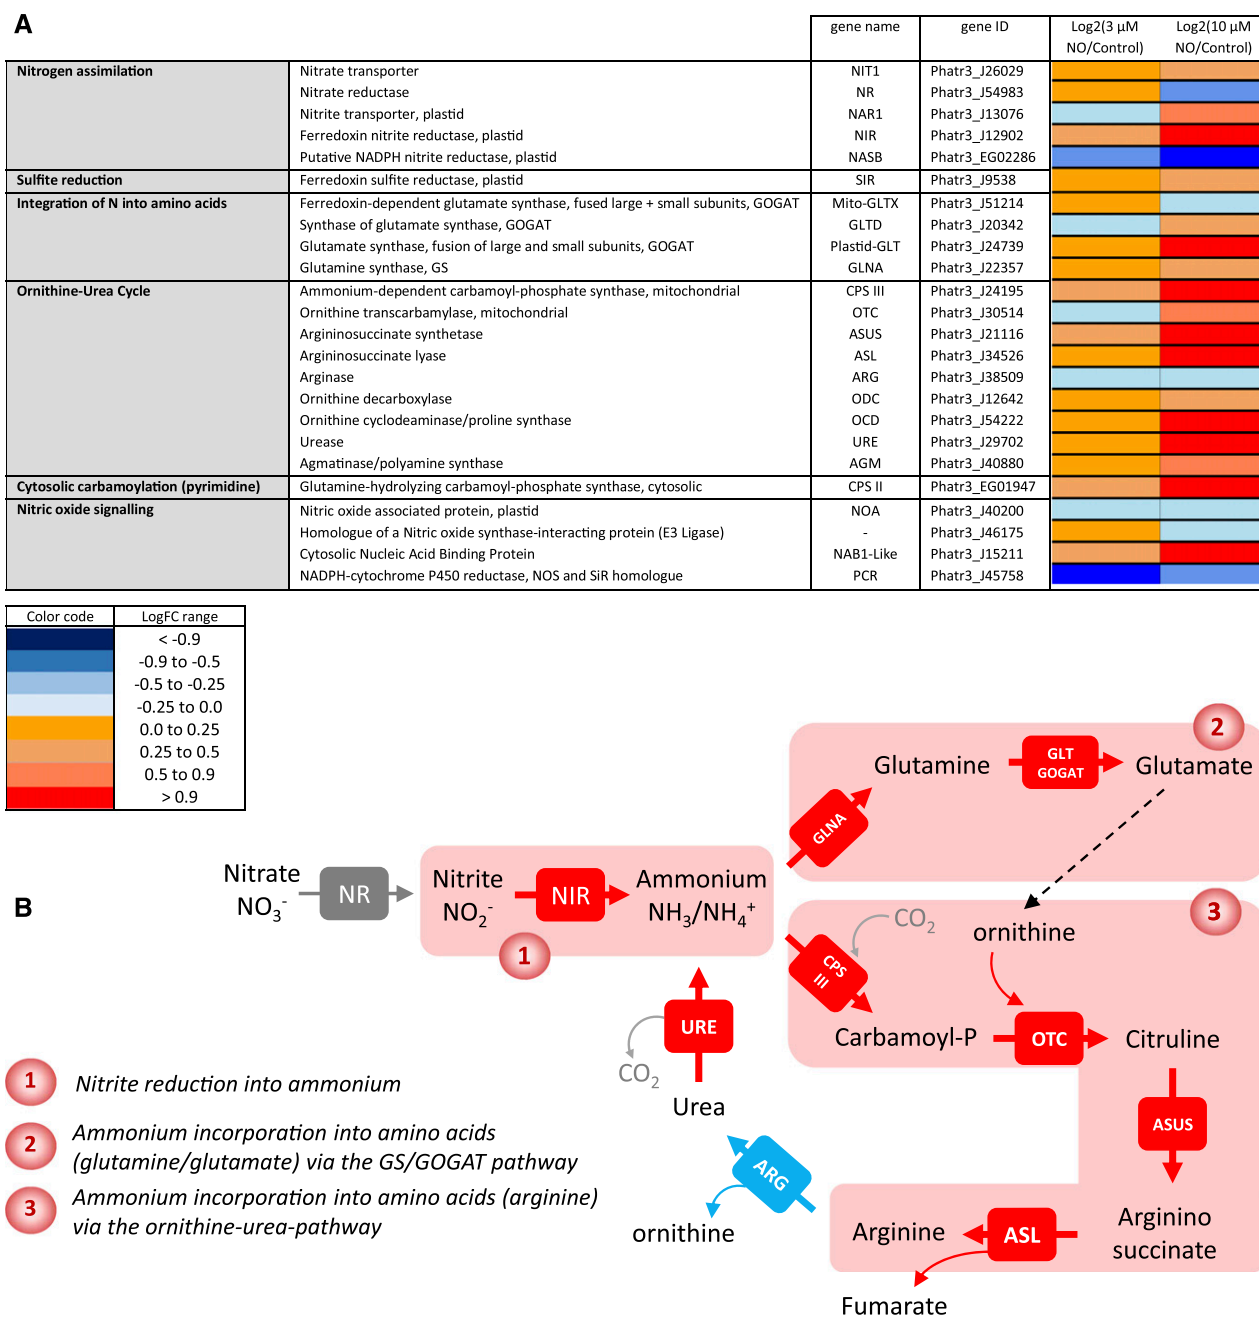 A
gene name
gene ID
Log2(3 µM NO/Control)
Log2(10 µM NO/Control)
Nitrogen assimilation
Nitrate transporter NIT1 Phatr3_J26029
Nitrate reductase NR Phatr3_J54983
Nitrite transporter, plastid NAR1 Phatr3_J13076
Ferredoxin nitrite reductase, plastid NIR Phatr3_J12902
Putative NADPH nitrite reductase, plastid NASB Phatr3_EG02286
Sulfite reduction Ferredoxin sulfite reductase, plastid SIR Phatr3_J9538
Integration of N into amino acids Ferredoxin-dependent glutamate synthase, fused large + small subunits, GOGAT Mito-GLTX Phatr3_J51214
Synthase of glutamate synthase, GOGAT GLTD Phatr3_J20342
Glutamate synthase, fusion of large and small subunits, GOGAT Plastid-GLT Phatr3_J24739
Glutamine synthase, GS GLNA Phatr3_J22357
Ornithine-Urea Cycle Ammonium-dependent carbamoyl-phosphate synthase, mitochondrial CPS III Phatr3_J24195
Ornithine transcarbamylase, mitochondrial OTC Phatr3_J30514
Argininosuccinate synthetase ASUS Phatr3_J21116
Argininosuccinate lyase ASL Phatr3_J34526
Arginase ARG Phatr3_J38509
Ornithine decarboxylase ODC Phatr3_J12642
Ornithine cyclodeaminase/proline synthase OCD Phatr3_J54222
Urease URE Phatr3_J29702
Agmatinase/polyamine synthase AGM Phatr3_J40880
Cytosolic carbamoylation (pyrimidine) Glutamine-hydrolyzing carbamoyl-phosphate synthase, cytosolic CPS II Phatr3_EG01947
Nitric oxide signalling Nitric oxide associated protein, plastid NOA Phatr3_J40200
Homologue of a Nitric oxide synthase-interacting protein (E3 Ligase) - Phatr3_J46175
Cytosolic Nucleic Acid Binding Protein NAB1-Like Phatr3_J15211
NADPH-cytochrome P450 reductase, NOS and SiR homologue PCR Phatr3_J45758
Color code LogFC range
< -0.9
-0.9 to -0.5
-0.5 to -0.25
-0.25 to 0.0
0.0 to 0.25
0.25 to 0.5
0.5 to 0.9
> 0.9
B
2
Glutamine
GLT
GOGAT
Glutamate
GLNA
Nitrate
NO3-
NR
Nitrite
NO2-
NIR
Ammonium
NH3/NH4+
1
3
CO2
ornithine
CPS
III
Carbamoyl-P
OTC
Citruline
URE
CO2
Urea
ASUS
ARG
ornithine
Arginine
ASL
Arginino
succinate
Fumarate
1 Nitrite reduction into ammonium
2 Ammonium incorporation into amino acids
(glutamine/glutamate) via the GS/GOGAT pathway
3 Ammonium incorporation into amino acids (arginine)
via the ornithine-urea-pathway